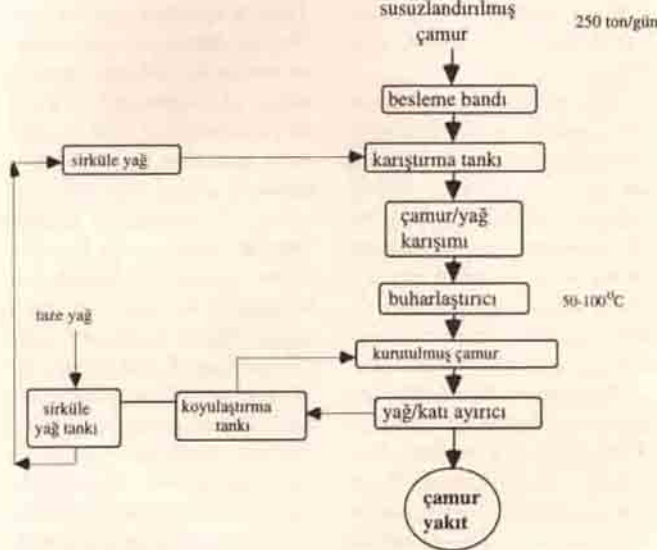 susuzlandırılmış
çamur
250 ton/gün
besleme bandı
sirküle yağ
karıştırma tankı
çamur/yağ
karışımı
buharlaştırıcı
50-100°C
taze yağ
kurutulmuş çamur
sirküle
yağ tankı
koyulaştırma
tankı
yağ/katı ayırıcı
çamur
yakıt